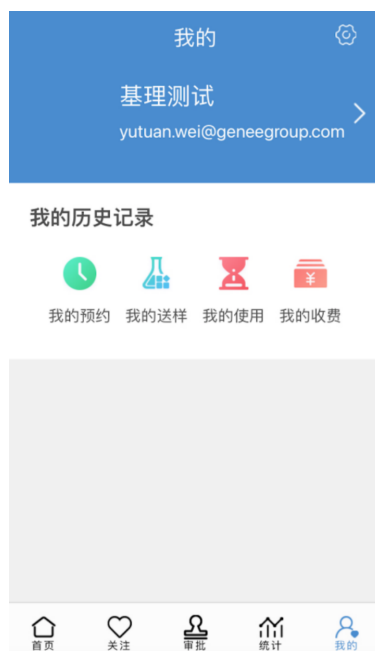 我的
基理测试
yutuan.wei@geneegroup.com
我的历史记录
我的预约 我的送样 我的使用 我的收费
首页 关注 审批 统计 我的